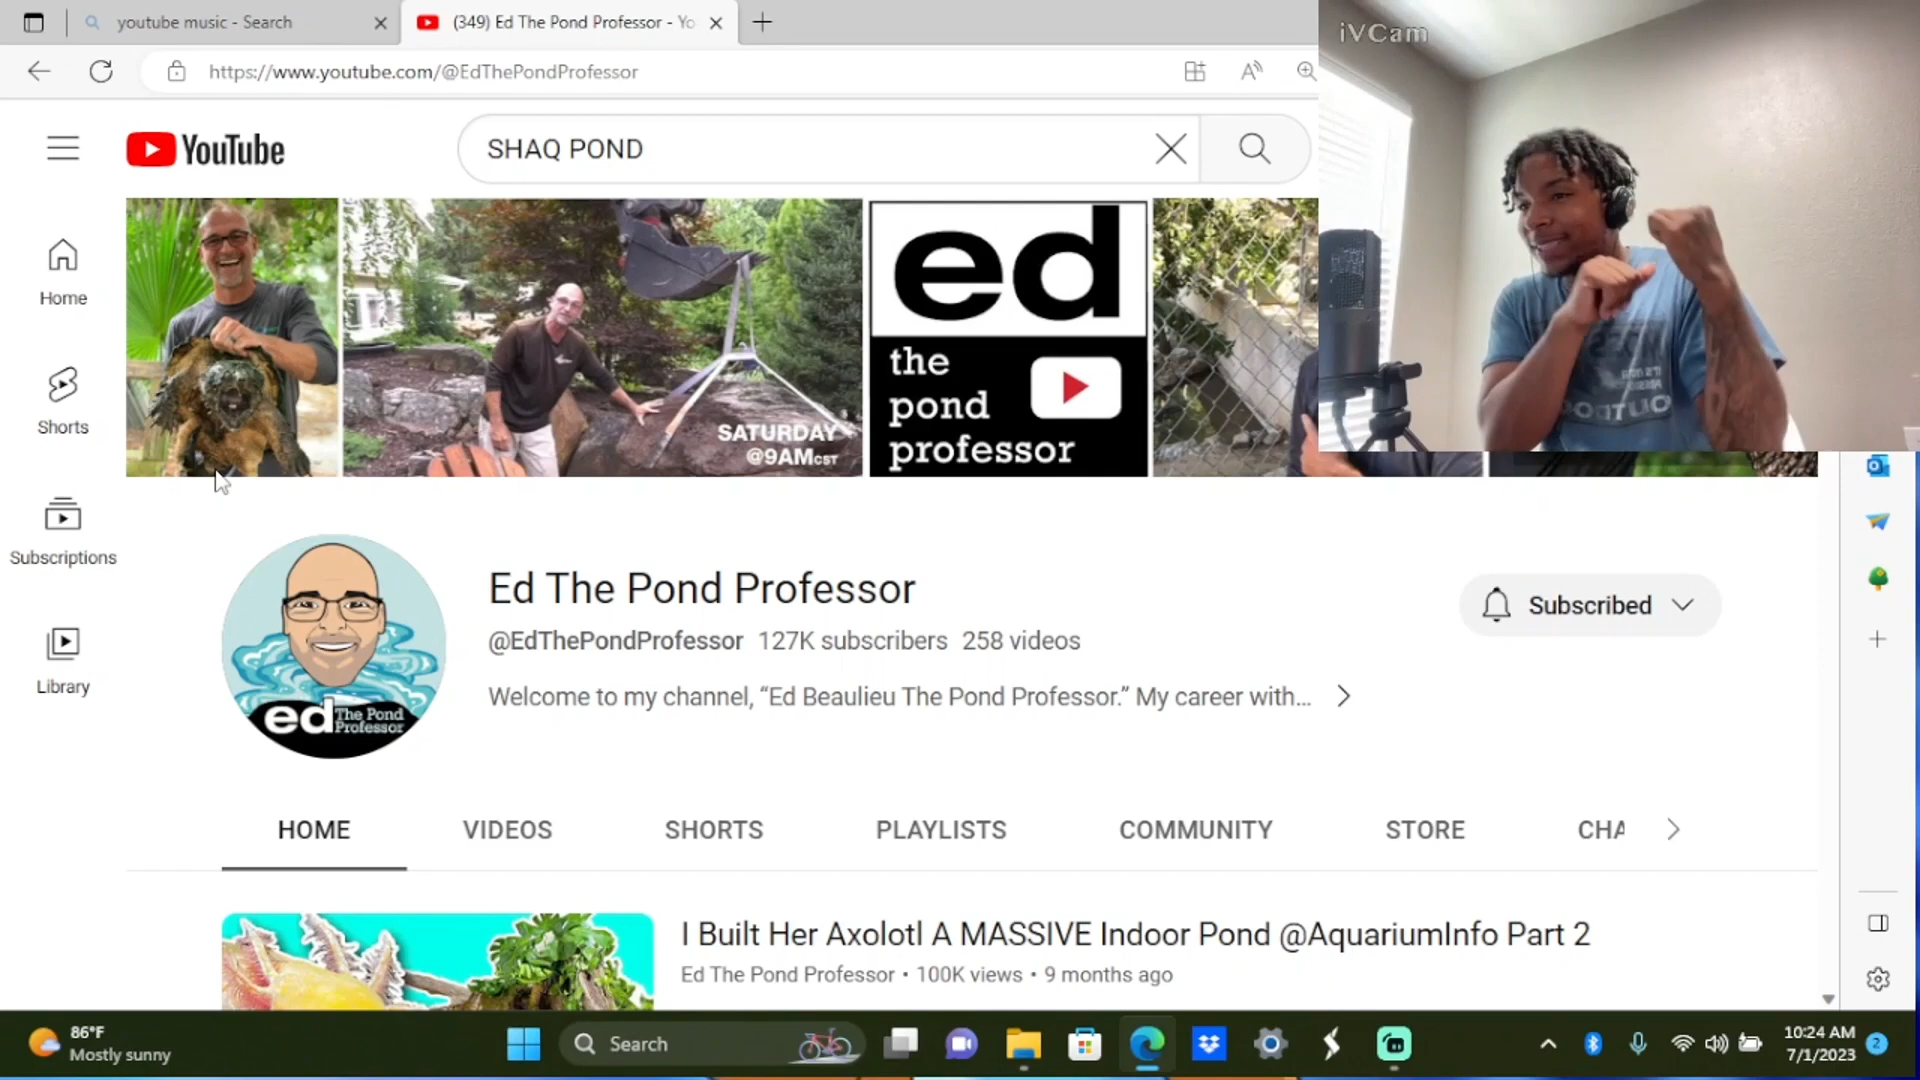 youtube music - Search
(349) Ed The Pond Professor - Yo
https://www.youtube.com/@EdThePondProfessor
iVCam
YouTube
SHAQ POND
Home
Shorts
Subscriptions
Library
SATURDAY
@9AM CST
ed
the
pond
professor
ed The Pond
Professor
Ed The Pond Professor
@EdThePondProfessor 127K subscribers 258 videos
Welcome to my channel, “Ed Beaulieu The Pond Professor.” My career with...
Subscribed
HOME VIDEOS SHORTS PLAYLISTS COMMUNITY STORE CHA
I Built Her Axolotl A MASSIVE Indoor Pond @AquariumInfo Part 2
Ed The Pond Professor • 100K views • 9 months ago
86°F
Mostly sunny
Search
10:24 AM
7/1/2023
2